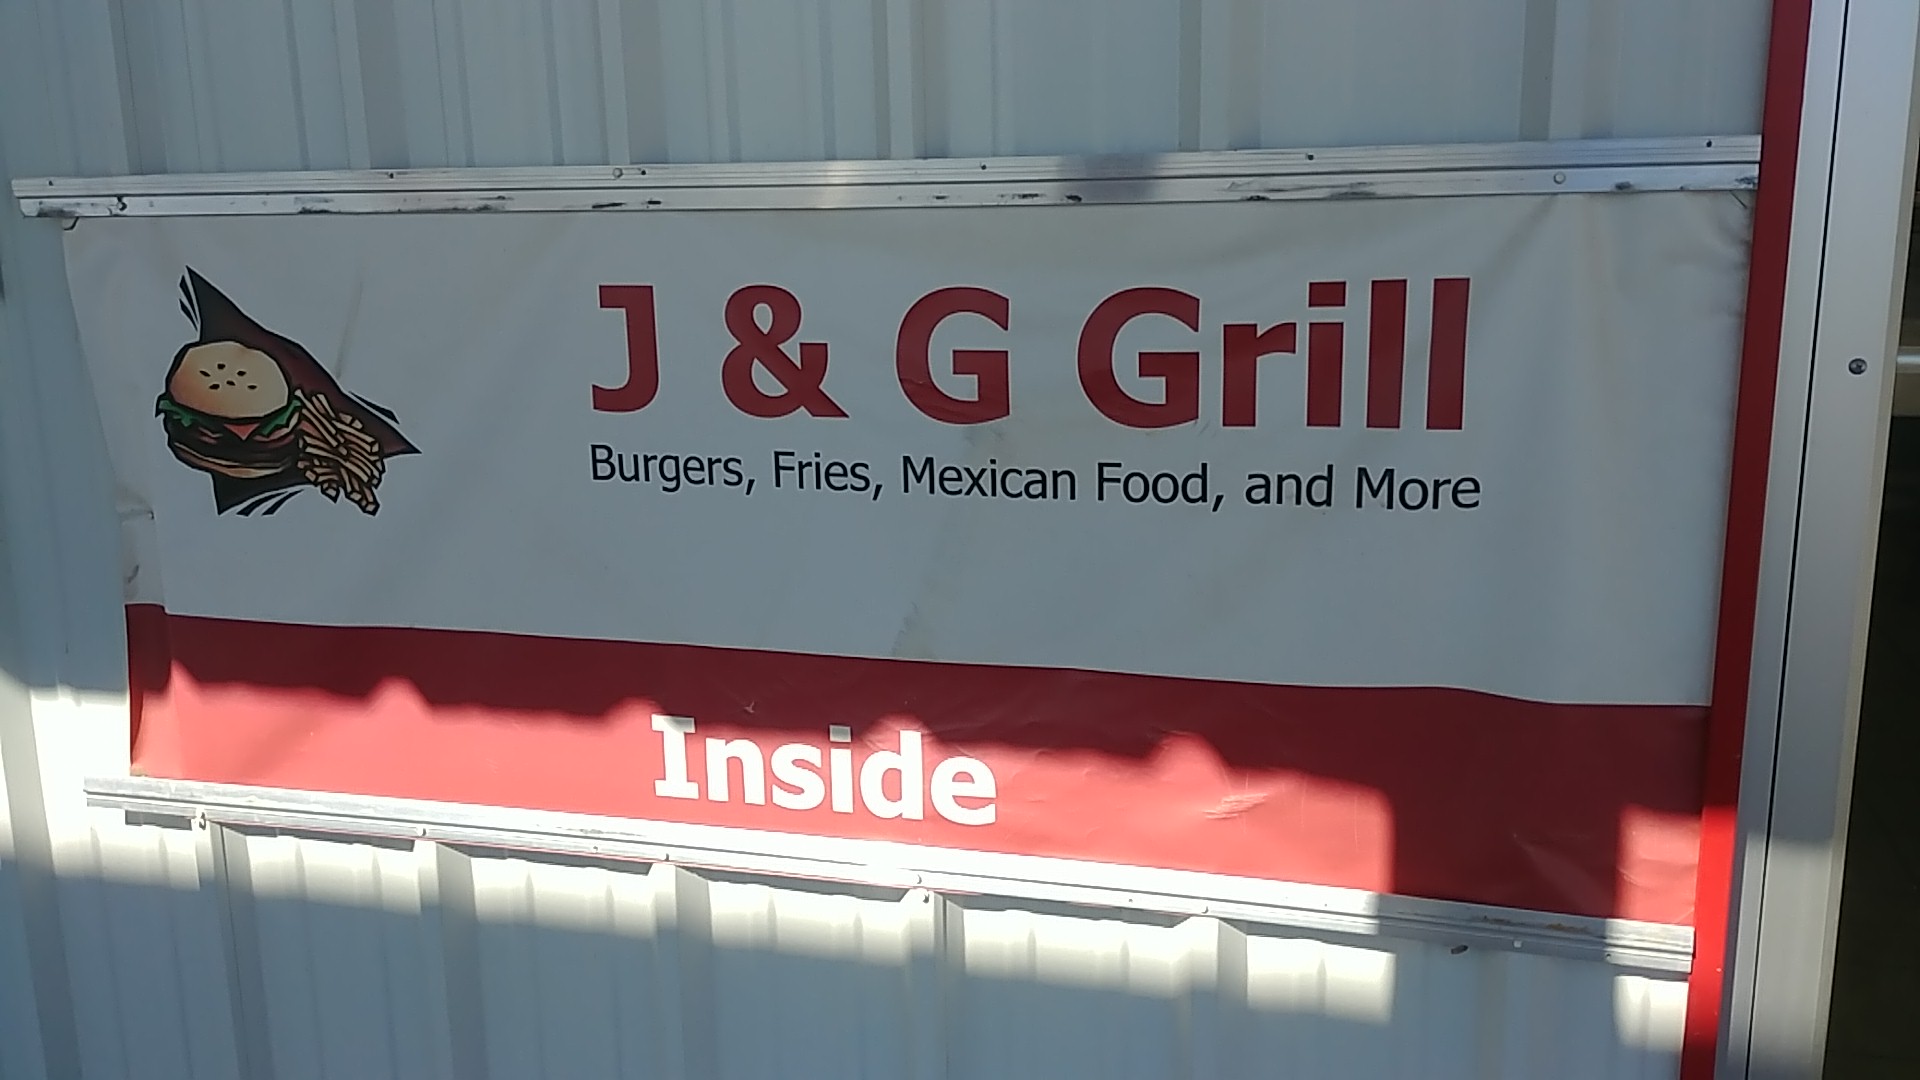 J & G Grill
Burgers, Fries, Mexican Food, and More
Inside